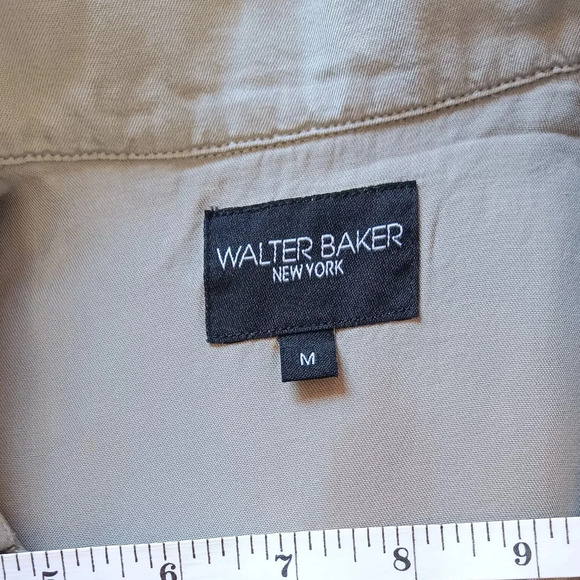 WALTER BAKER
NEW YORK
M
5 6 7 8 9